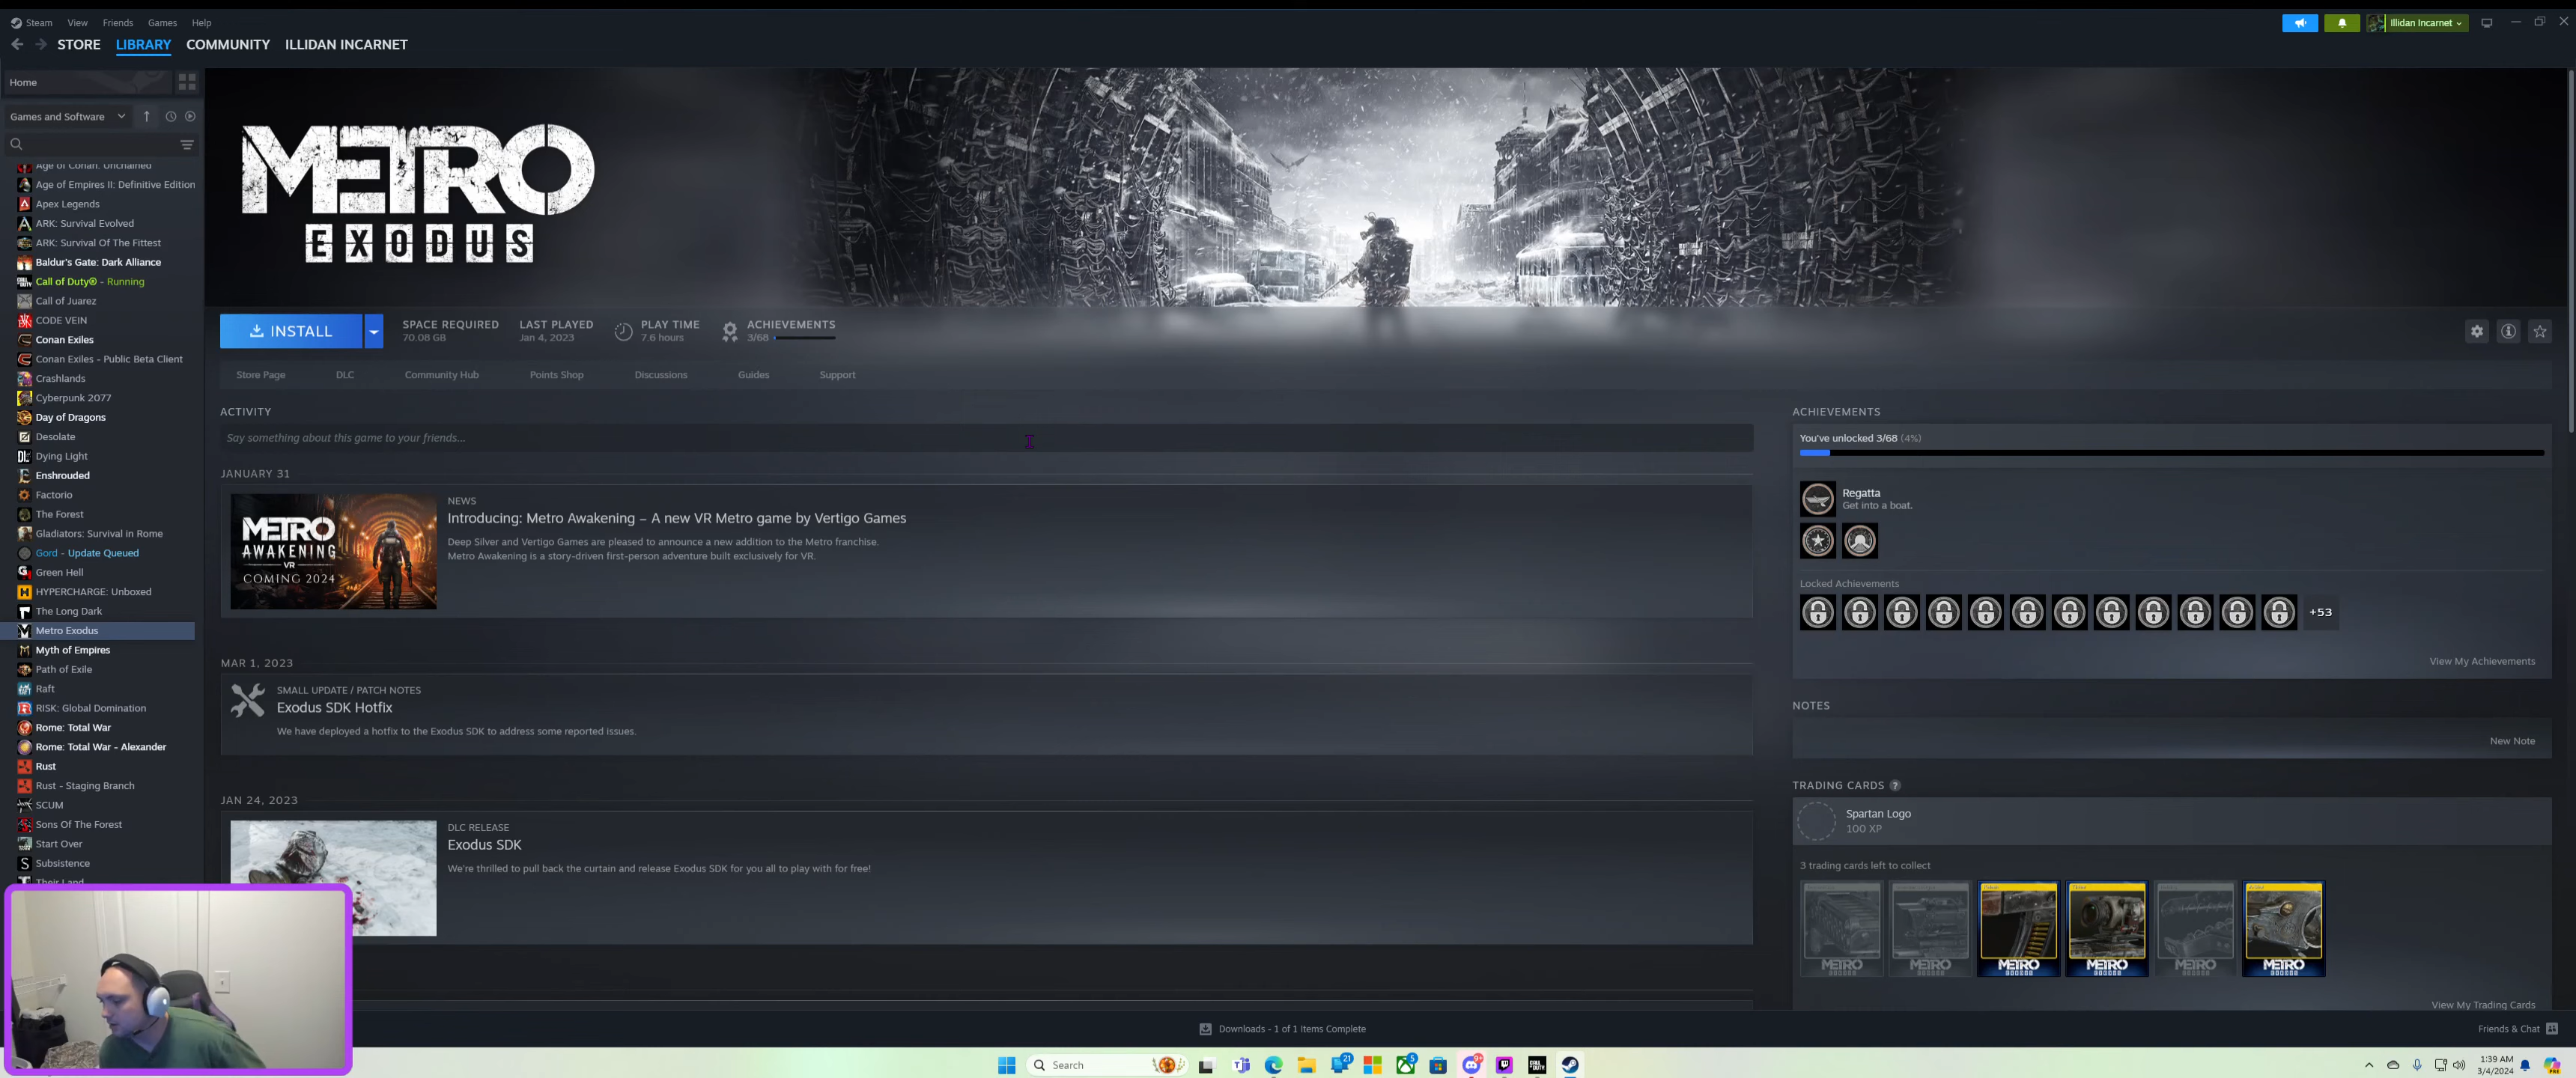 Steam View Friends Games Help
Illidan Incarnet
STORE LIBRARY COMMUNITY ILLIDAN INCARNET
Home
Games and Software
Age of Conan: Unchained
Age of Empires II: Definitive Edition
Apex Legends
ARK: Survival Evolved
ARK: Survival Of The Fittest
Baldur's Gate: Dark Alliance
Call of Duty® - Running
Call of Juarez
CODE VEIN
Conan Exiles
Conan Exiles - Public Beta Client
Crashlands
Cyberpunk 2077
Day of Dragons
Desolate
Dying Light
Enshrouded
Factorio
The Forest
Gladiators: Survival in Rome
Gord - Update Queued
Green Hell
HYPERCHARGE: Unboxed
The Long Dark
Metro Exodus
Myth of Empires
Path of Exile
Raft
RISK: Global Domination
Rome: Total War
Rome: Total War - Alexander
Rust
Rust - Staging Branch
SCUM
Sons Of The Forest
Start Over
Subsistence
Their Land
METRO
EXODUS
INSTALL
SPACE REQUIRED
70.08 GB
LAST PLAYED
Jan 4, 2023
PLAY TIME
7.6 hours
ACHIEVEMENTS
3/68
Store Page DLC Community Hub Points Shop Discussions Guides Support
ACTIVITY
Say something about this game to your friends...
JANUARY 31
METRO
AWAKENING
VR
COMING 2024
NEWS
Introducing: Metro Awakening – A new VR Metro game by Vertigo Games
Deep Silver and Vertigo Games are pleased to announce a new addition to the Metro franchise.
Metro Awakening is a story-driven first-person adventure built exclusively for VR.
MAR 1, 2023
SMALL UPDATE / PATCH NOTES
Exodus SDK Hotfix
We have deployed a hotfix to the Exodus SDK to address some reported issues.
JAN 24, 2023
DLC RELEASE
Exodus SDK
We're thrilled to pull back the curtain and release Exodus SDK for you all to play with for free!
ACHIEVEMENTS
You've unlocked 3/68 (4%)
Regatta
Get into a boat.
Locked Achievements
+53
View My Achievements
NOTES
New Note
TRADING CARDS ?
Spartan Logo
100 XP
3 trading cards left to collect
METRO METRO METRO METRO METRO METRO
View My Trading Cards
Downloads - 1 of 1 Items Complete
Friends & Chat
Search
21
5
9+
1:39 AM
3/4/2024